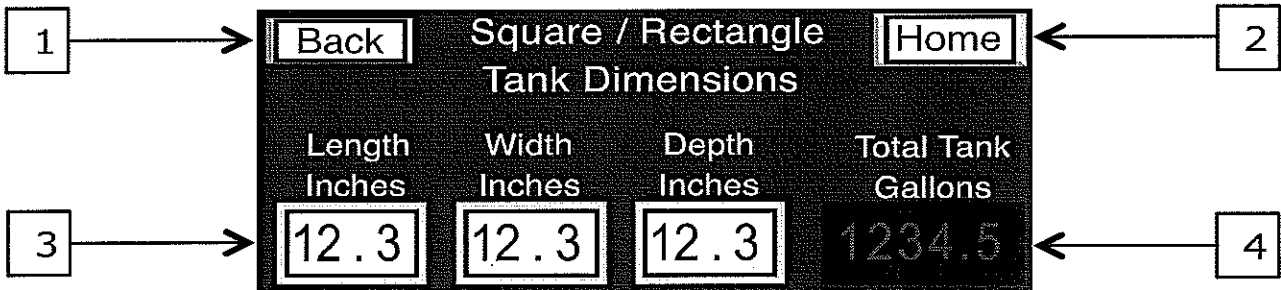 1
Back
Square / Rectangle
Home
2
Tank Dimensions
Length
Inches
Width
Inches
Depth
Inches
Total Tank
Gallons
3
12.3
12.3
12.3
1234.5
4